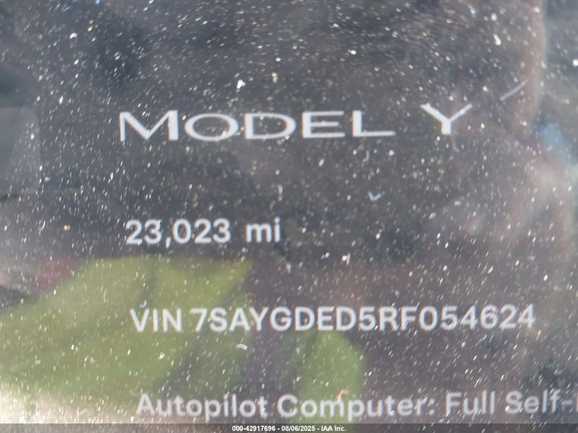 MODEL Y
23,023 mi
VIN 7SAYGDED5RF054624
Autopilot Computer: Full Self-
000-42917696 - 08/06/2025 - IAA Inc.